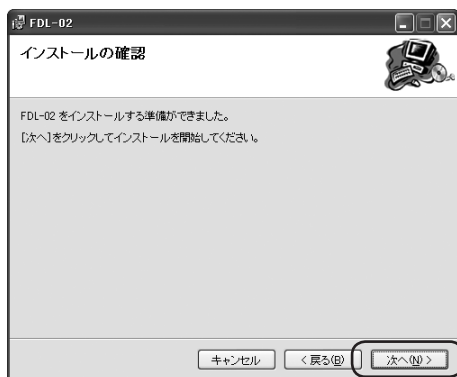 FDL-02
インストールの確認
FDL-02 をインストールする準備ができました。
[次へ]をクリックしてインストールを開始してください。
キャンセル
< 戻る(B)
次へ(N) >